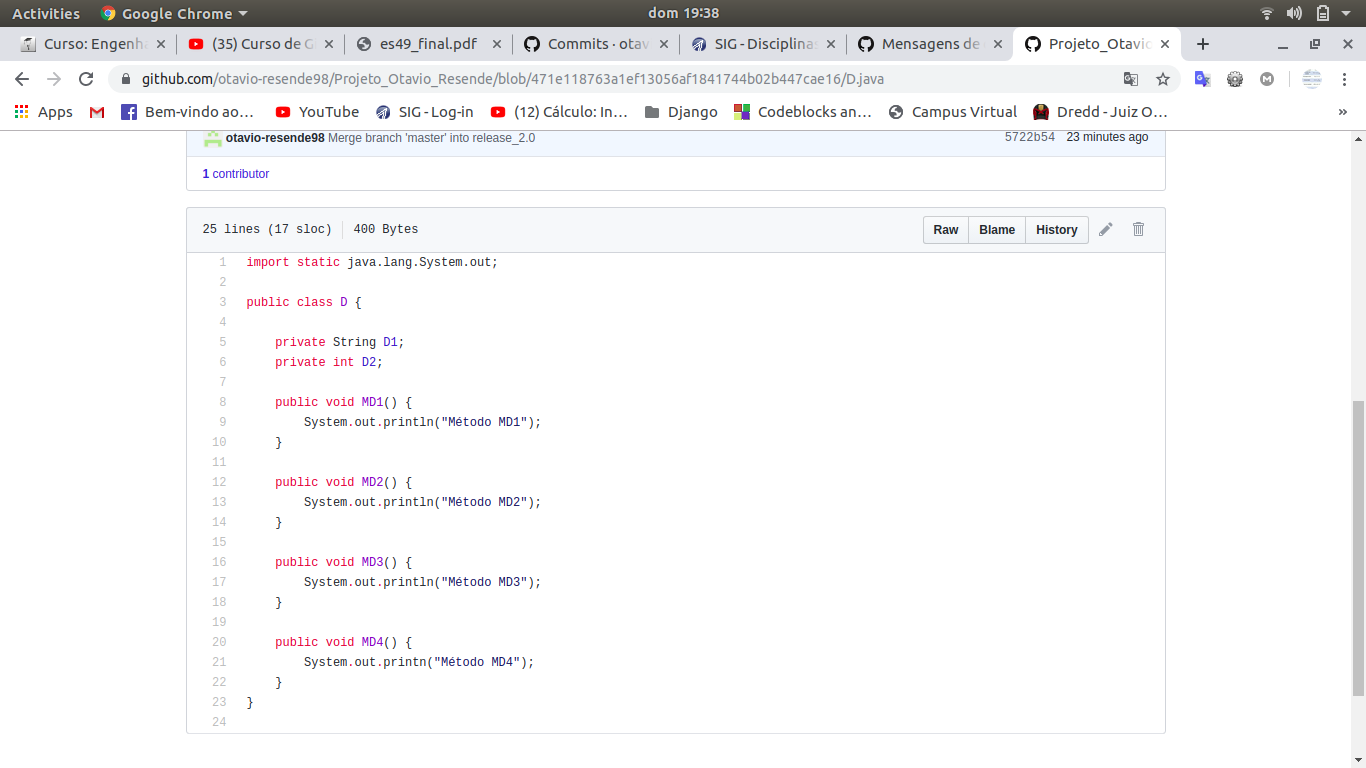 Activities Google Chrome dom 19:38
Curso: Engenha (35) Curso de G es49_final.pdf Commits · otav SIG - Disciplinas Mensagens de Projeto_Otavio
github.com/otavio-resende98/Projeto_Otavio_Resende/blob/471e118763a1ef13056af1841744b02b447cae16/D.java
Apps Bem-vindo ao... YouTube SIG - Log-in (12) Cálculo: In... Django Codeblocks an... Campus Virtual Dredd - Juiz O... »
otavio-resende98 Merge branch 'master' into release_2.0 5722b54 23 minutes ago
1 contributor
25 lines (17 sloc) 400 Bytes Raw Blame History
1 import static java.lang.System.out;
2
3 public class D {
4
5 private String D1;
6 private int D2;
7
8 public void MD1() {
9 System.out.println("Método MD1");
10 }
11
12 public void MD2() {
13 System.out.println("Método MD2");
14 }
15
16 public void MD3() {
17 System.out.println("Método MD3");
18 }
19
20 public void MD4() {
21 System.out.printn("Método MD4");
22 }
23 }
24